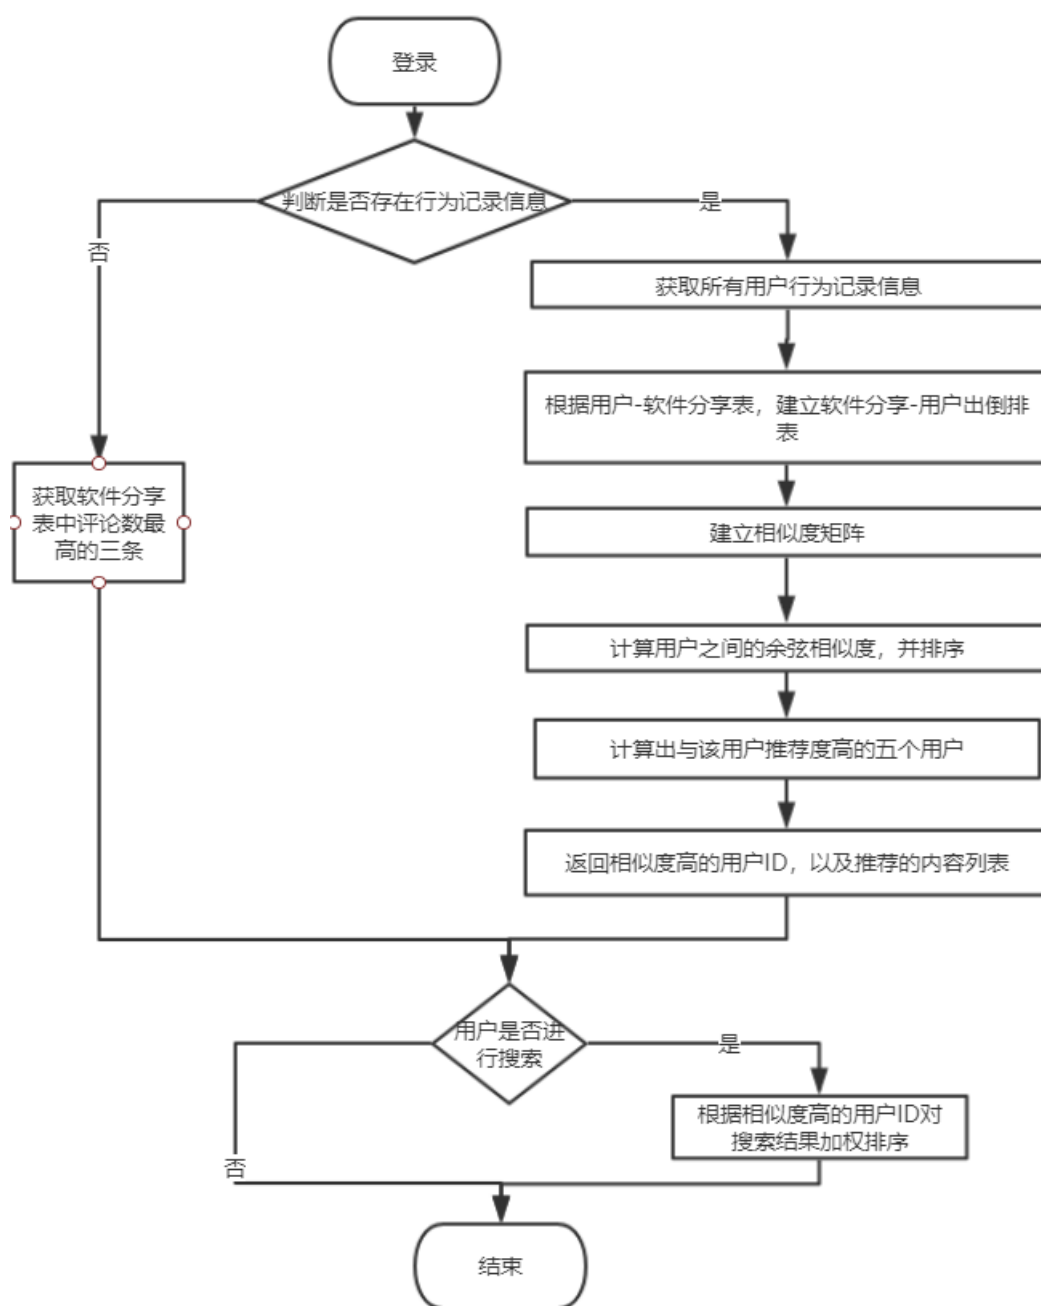 登录
判断是否存在行为记录信息
是
否
获取所有用户行为记录信息
根据用户-软件分享表，建立软件分享-用户出倒排
表
获取软件分享
表中评论数最
高的三条
建立相似度矩阵
计算用户之间的余弦相似度，并排序
计算出与该用户推荐度高的五个用户
返回相似度高的用户ID，以及推荐的内容列表
用户是否进
行搜索
是
根据相似度高的用户ID对
搜索结果加权排序
否
结束